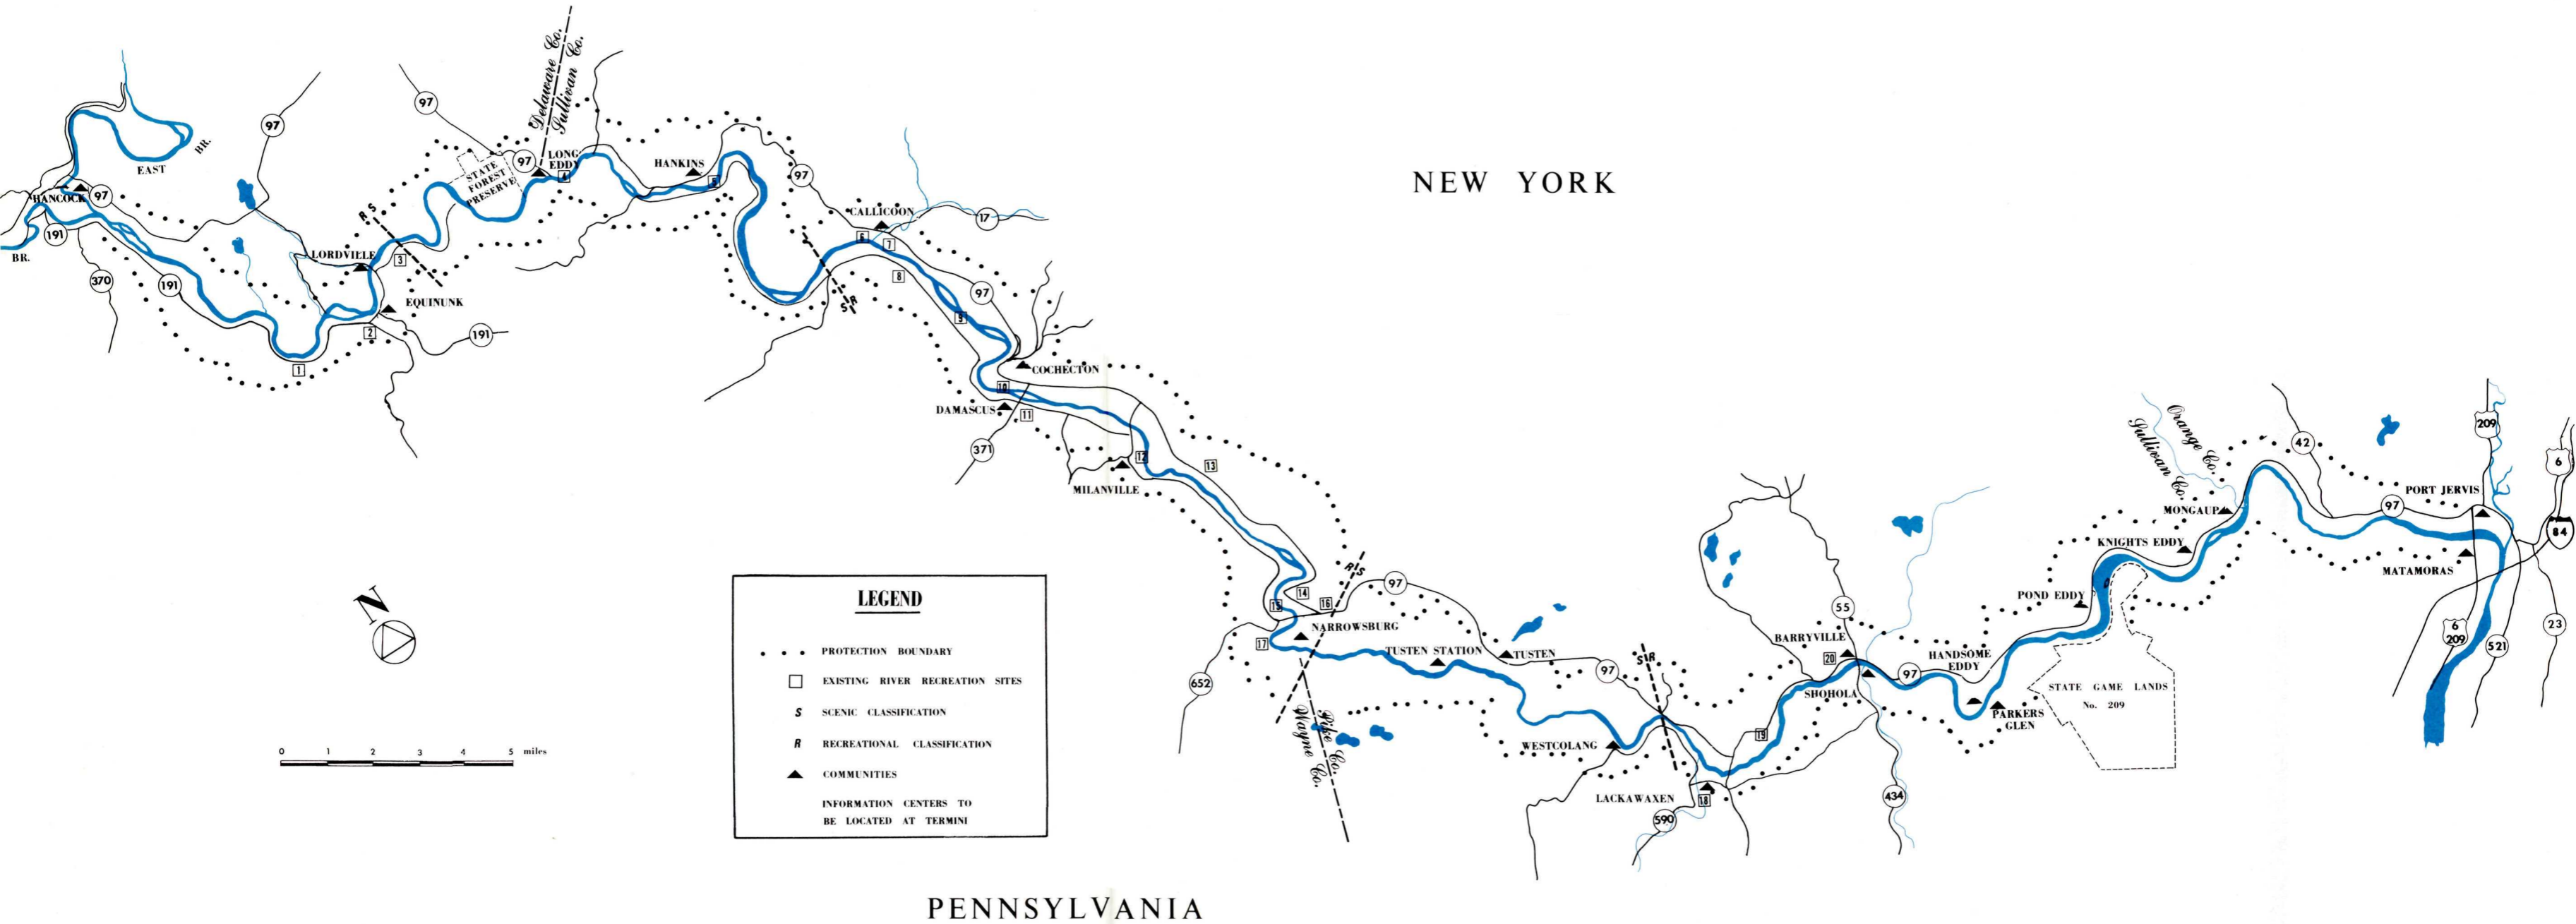 Delaware Co.
Sullivan Co.
97
97
EAST
BR.
97
LONG
EDDY
HANKINS
STATE
FOREST
PRESERVE
4
5
97
NEW YORK
HANCOCK
97
R S
CALLICOON
17
191
6
7
BR.
LORDVILLE
3
8
370
191
EQUINUNK
S R
97
9
2
191
1
COCHECTON
10
DAMASCUS
11
371
12
13
MILANVILLE
Orange Co.
Sullivan Co.
42
209
6
PORT JERVIS
97
MONGAUP
84
KNIGHTS EDDY
MATAMORAS
N
R S
97
14
15
16
NARROWSBURG
17
TUSTEN STATION
TUSTEN
652
Wayne Co.
Pike Co.
S R
97
55
BARRYVILLE
20
SHOHOLA
97
HANDSOME
EDDY
POND EDDY
PARKERS
GLEN
STATE GAME LANDS
No. 209
6
209
521
23
WESTCOLANG
19
LACKAWAXEN
18
590
434
0 1 2 3 4 5 miles
LEGEND
PROTECTION BOUNDARY
EXISTING RIVER RECREATION SITES
S SCENIC CLASSIFICATION
R RECREATIONAL CLASSIFICATION
COMMUNITIES
INFORMATION CENTERS TO
BE LOCATED AT TERMINI
PENNSYLVANIA